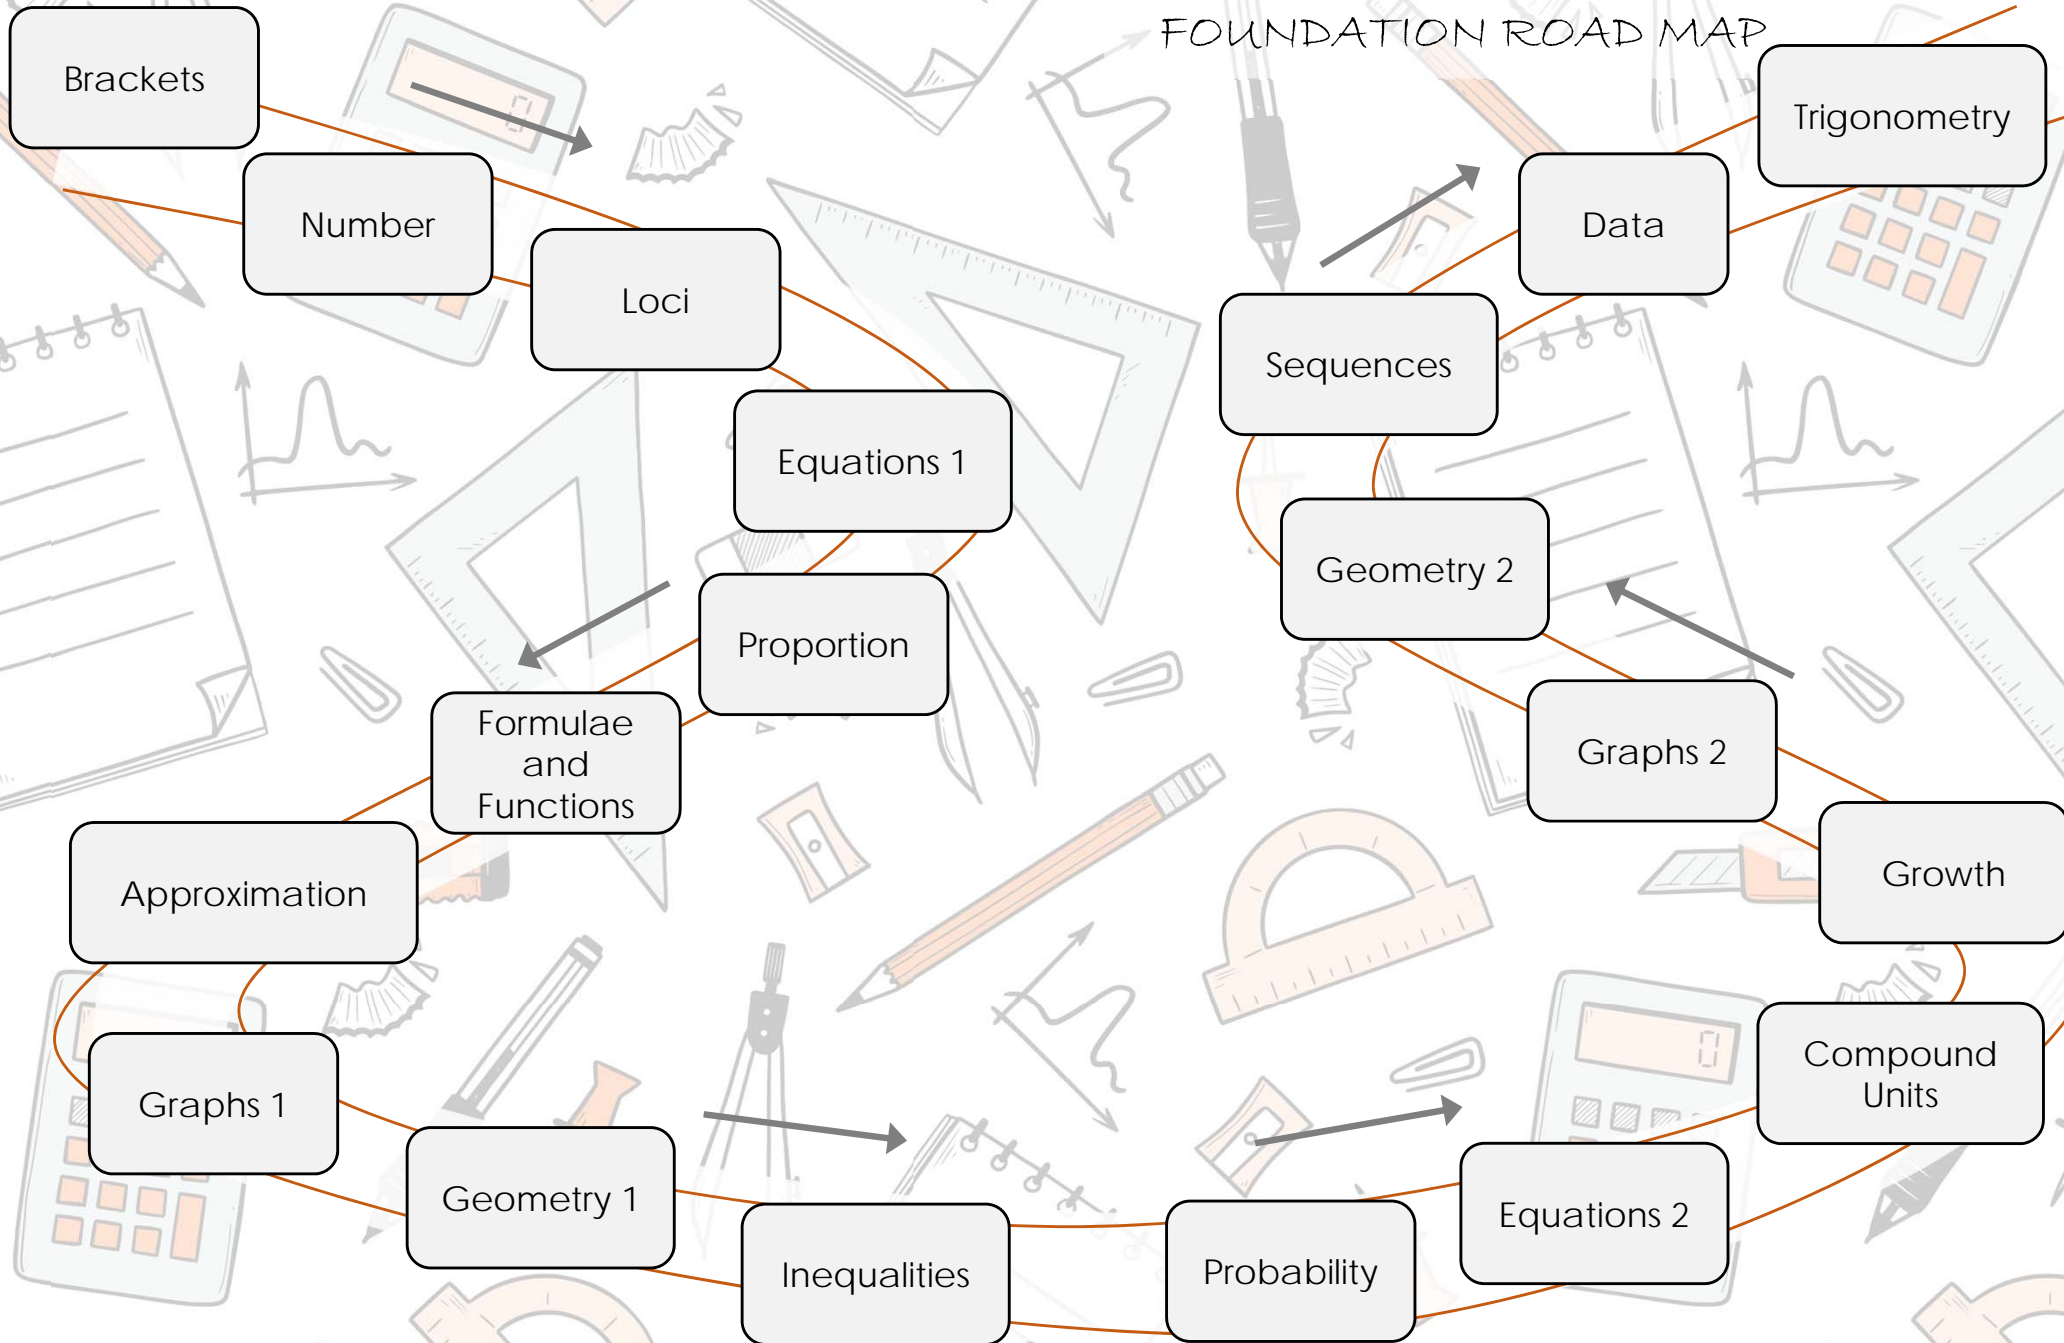 FOUNDATION ROAD MAP
Brackets
Number
Loci
Equations 1
Proportion
Formulae
and
Functions
Approximation
Graphs 1
Geometry 1
Inequalities
Probability
Equations 2
Compound
Units
Growth
Graphs 2
Geometry 2
Sequences
Data
Trigonometry